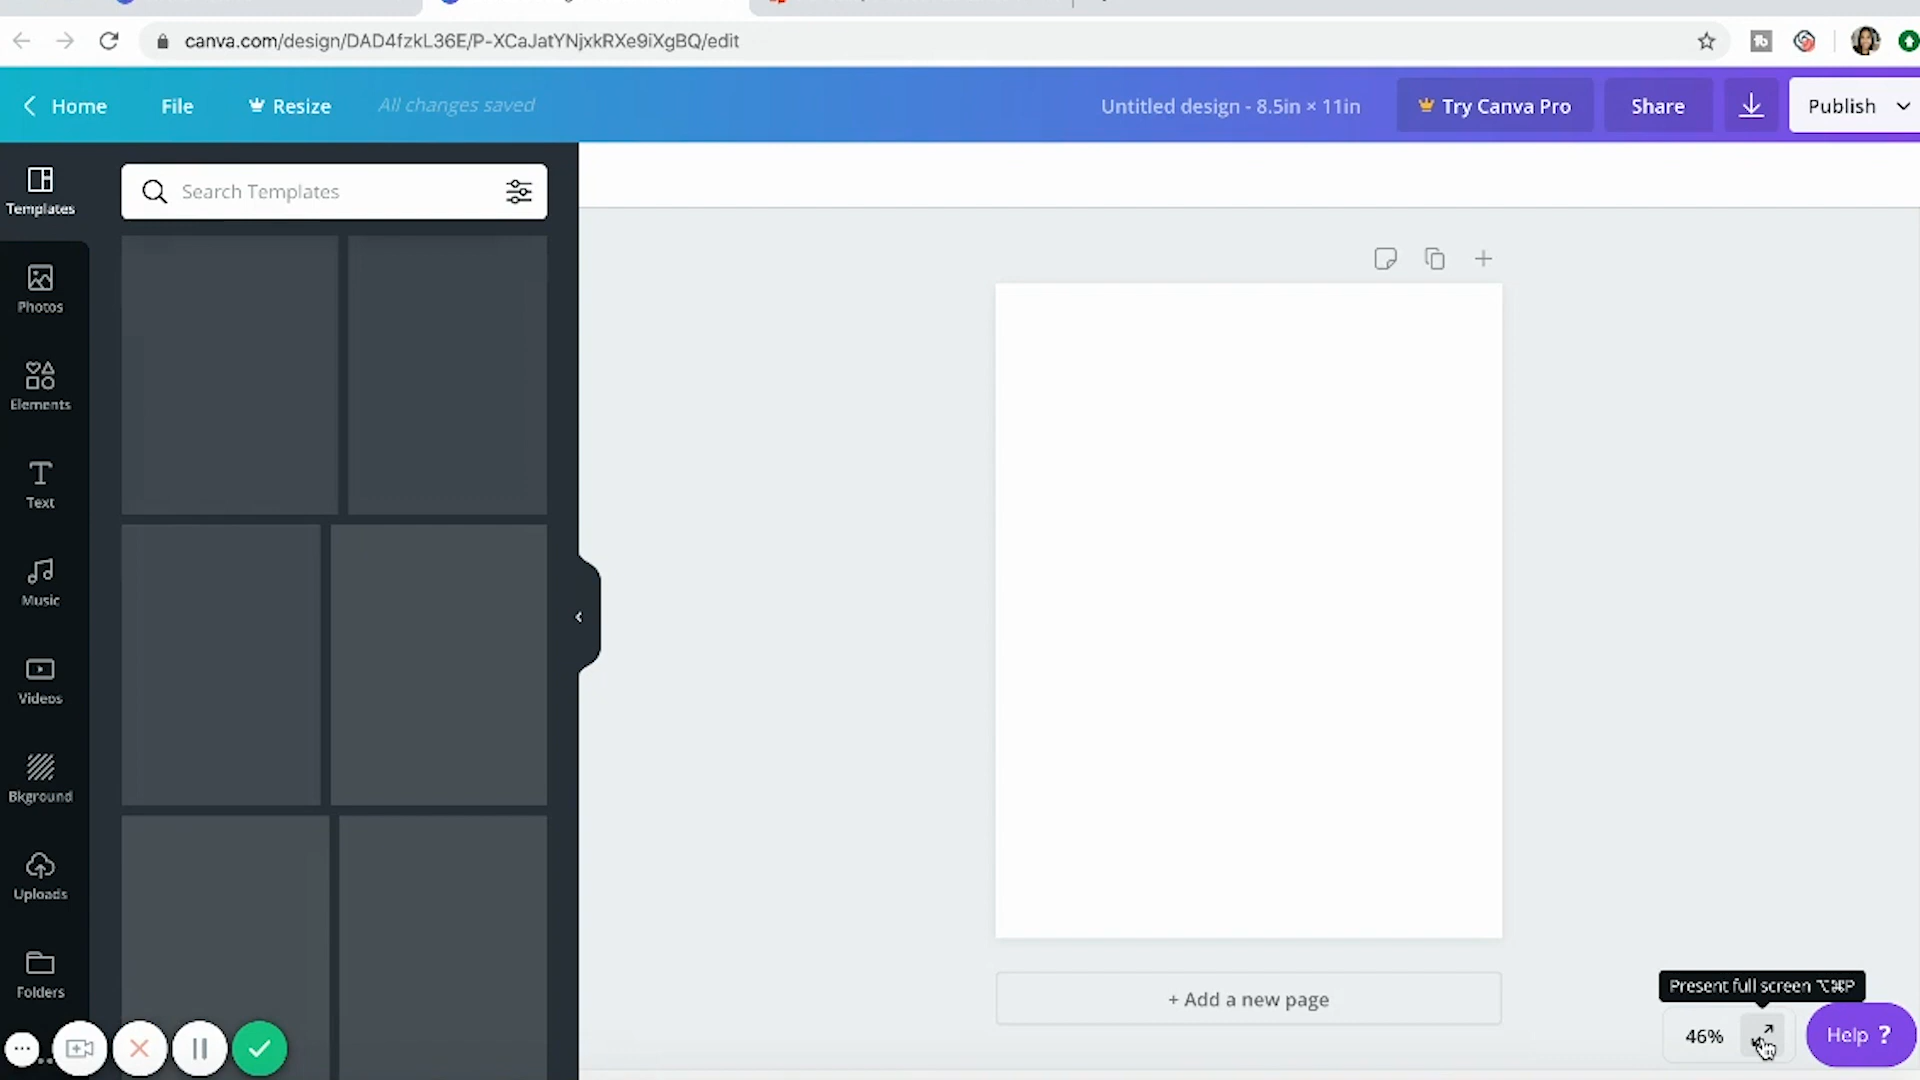 canva.com/design/DAD4fzkL36E/P-XCaJatYNjxkRXe9iXgBQ/edit
Home File Resize All changes saved Untitled design - 8.5in × 11in Try Canva Pro Share Publish
Templates
Search Templates
Photos
Elements
Text
Music
Videos
Bkground
Uploads
Folders
+ Add a new page
Present full screen ⌥⌘P
46%
Help ?